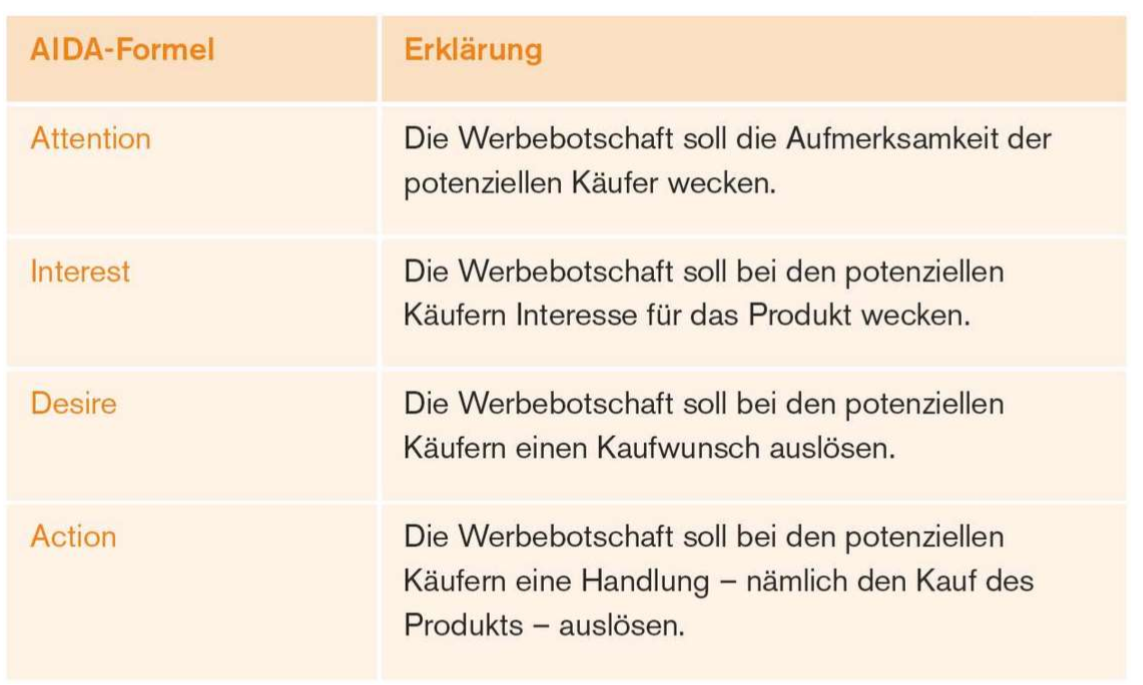 AIDA-Formel
Erklärung
Attention
Die Werbebotschaft soll die Aufmerksamkeit der
potenziellen Käufer wecken.
Interest
Die Werbebotschaft soll bei den potenziellen
Käufern Interesse für das Produkt wecken.
Desire
Die Werbebotschaft soll bei den potenziellen
Käufern einen Kaufwunsch auslösen.
Action
Die Werbebotschaft soll bei den potenziellen
Käufern eine Handlung – nämlich den Kauf des
Produkts – auslösen.